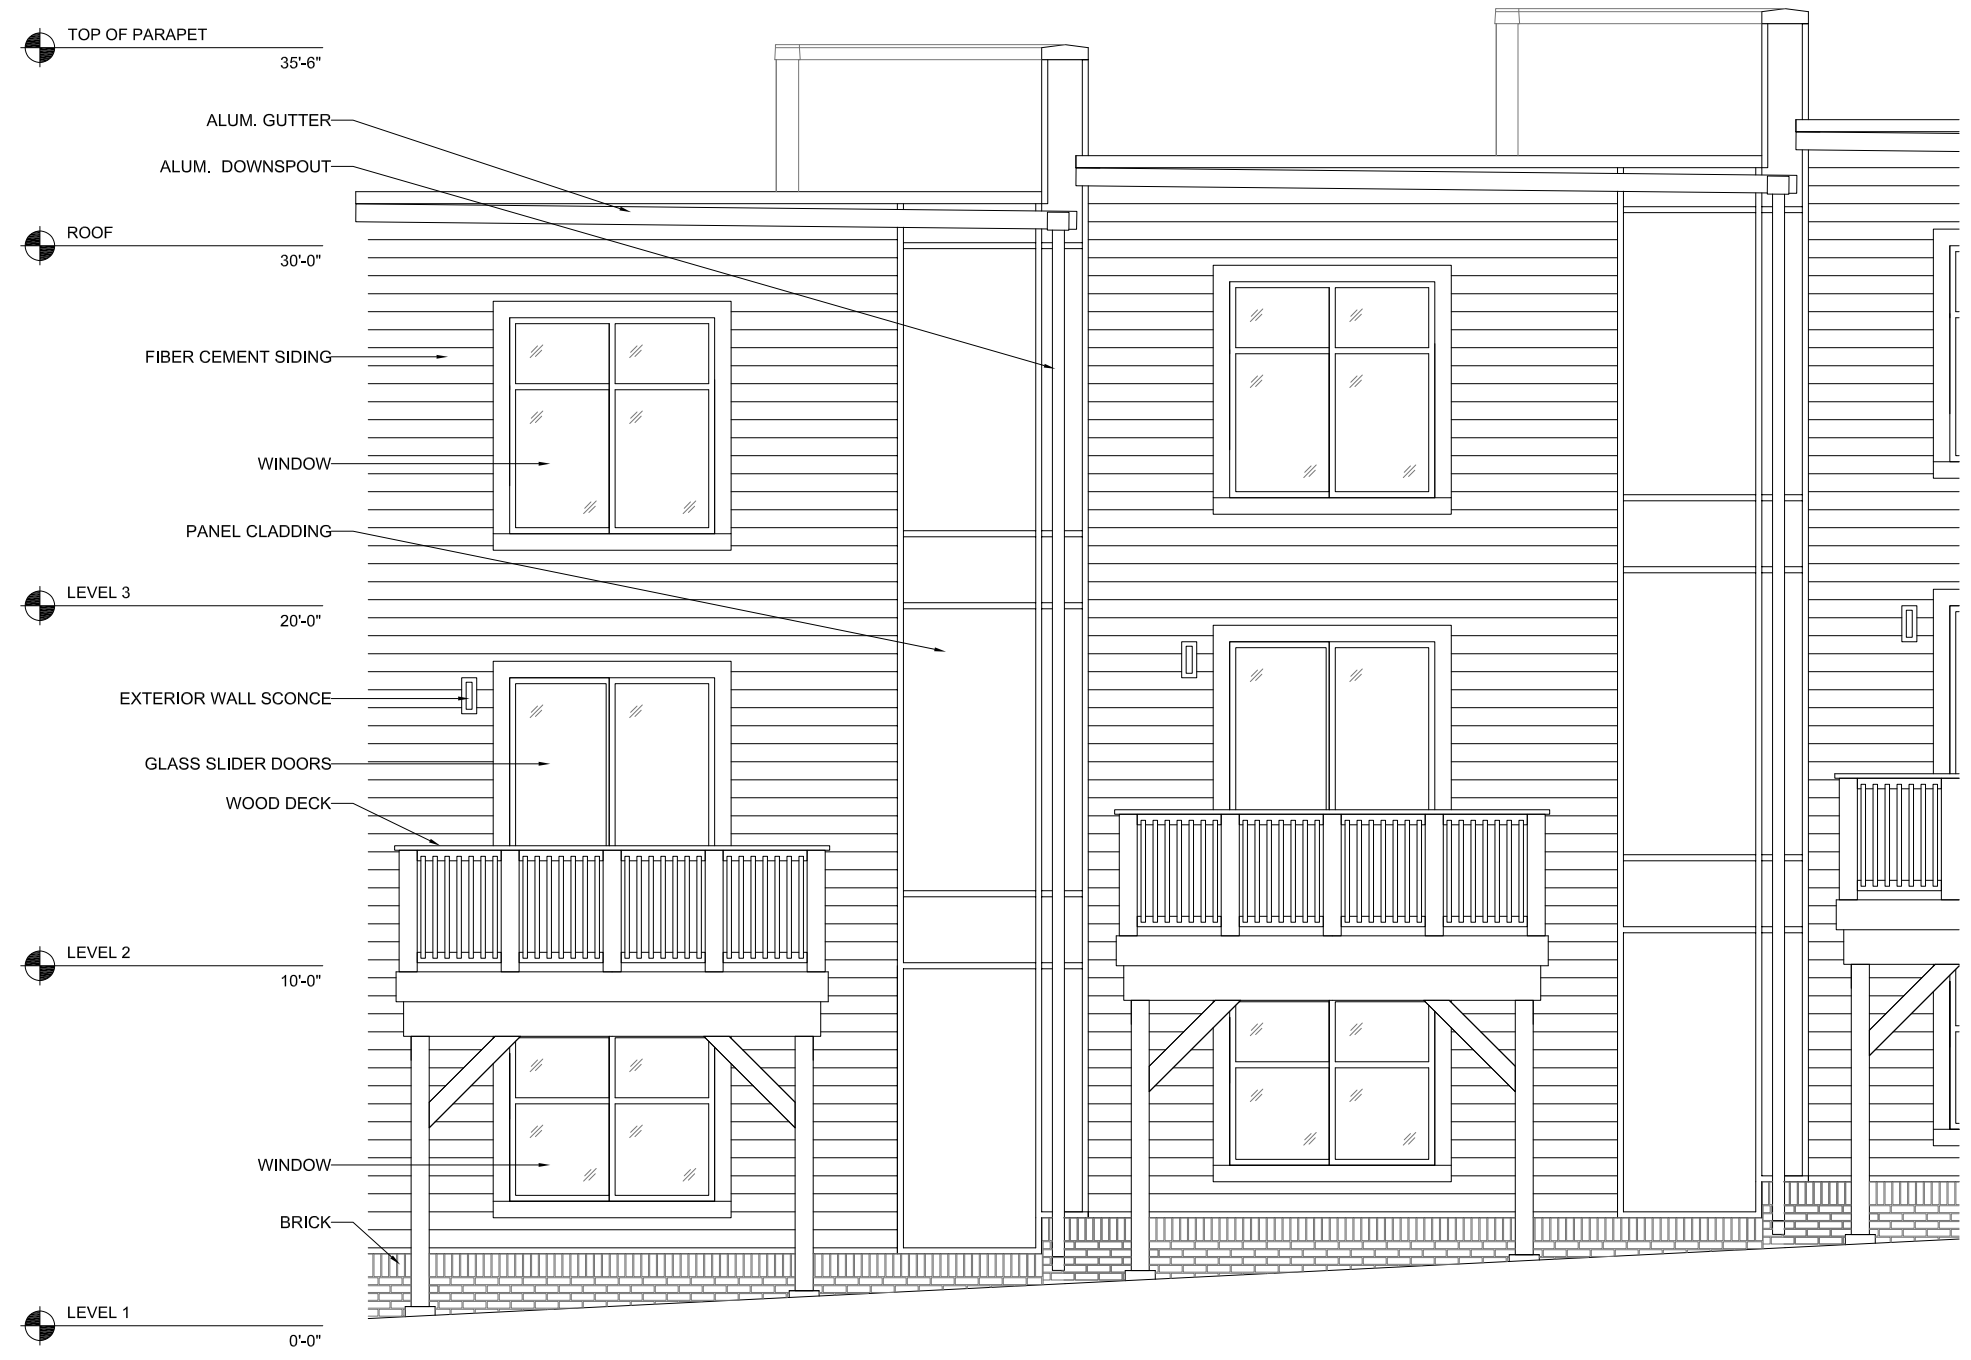 TOP OF PARAPET
35'-6"
ALUM. GUTTER
ALUM. DOWNSPOUT
ROOF
30'-0"
FIBER CEMENT SIDING
WINDOW
PANEL CLADDING
LEVEL 3
20'-0"
EXTERIOR WALL SCONCE
GLASS SLIDER DOORS
WOOD DECK
LEVEL 2
10'-0"
WINDOW
BRICK
LEVEL 1
0'-0"